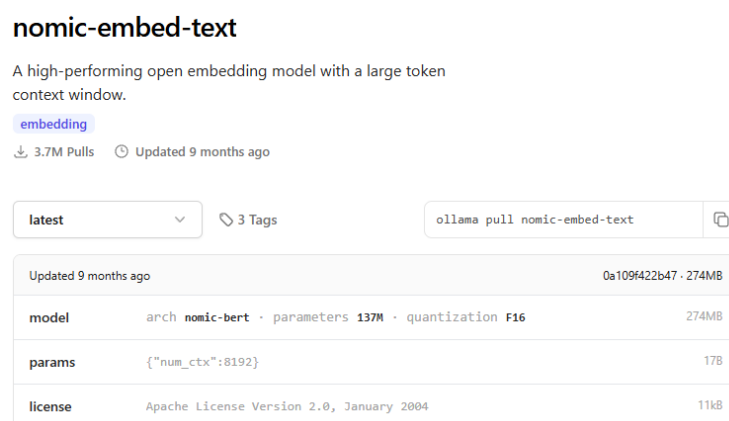 nomic-embed-text
A high-performing open embedding model with a large token
context window.
embedding
3.7M Pulls Updated 9 months ago
latest 3 Tags ollama pull nomic-embed-text
Updated 9 months ago 0a109f422b47 · 274MB
model arch nomic-bert · parameters 137M · quantization F16 274MB
params {"num_ctx":8192} 17B
license Apache License Version 2.0, January 2004 11kB